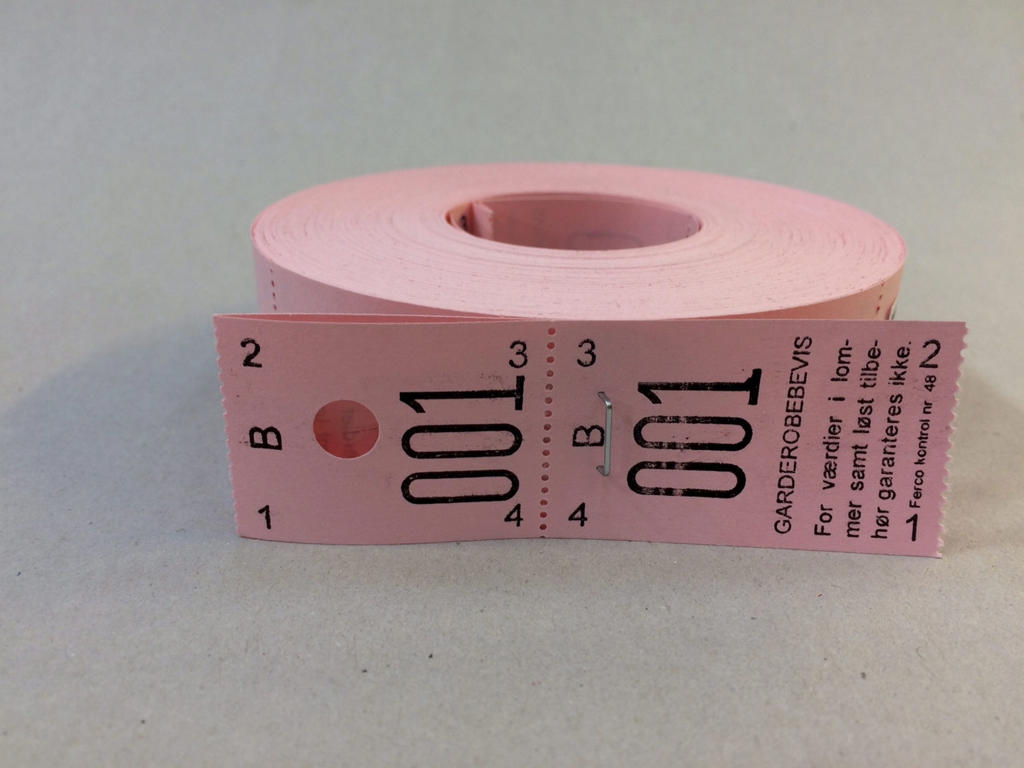 2 3
B
001
1 4
3 2
B
001
4 1
GARDEROBEBEVIS
For værdier i lom-
mer samt løst tilbe-
hør garanteres ikke.
Ferco kontrol nr. 48